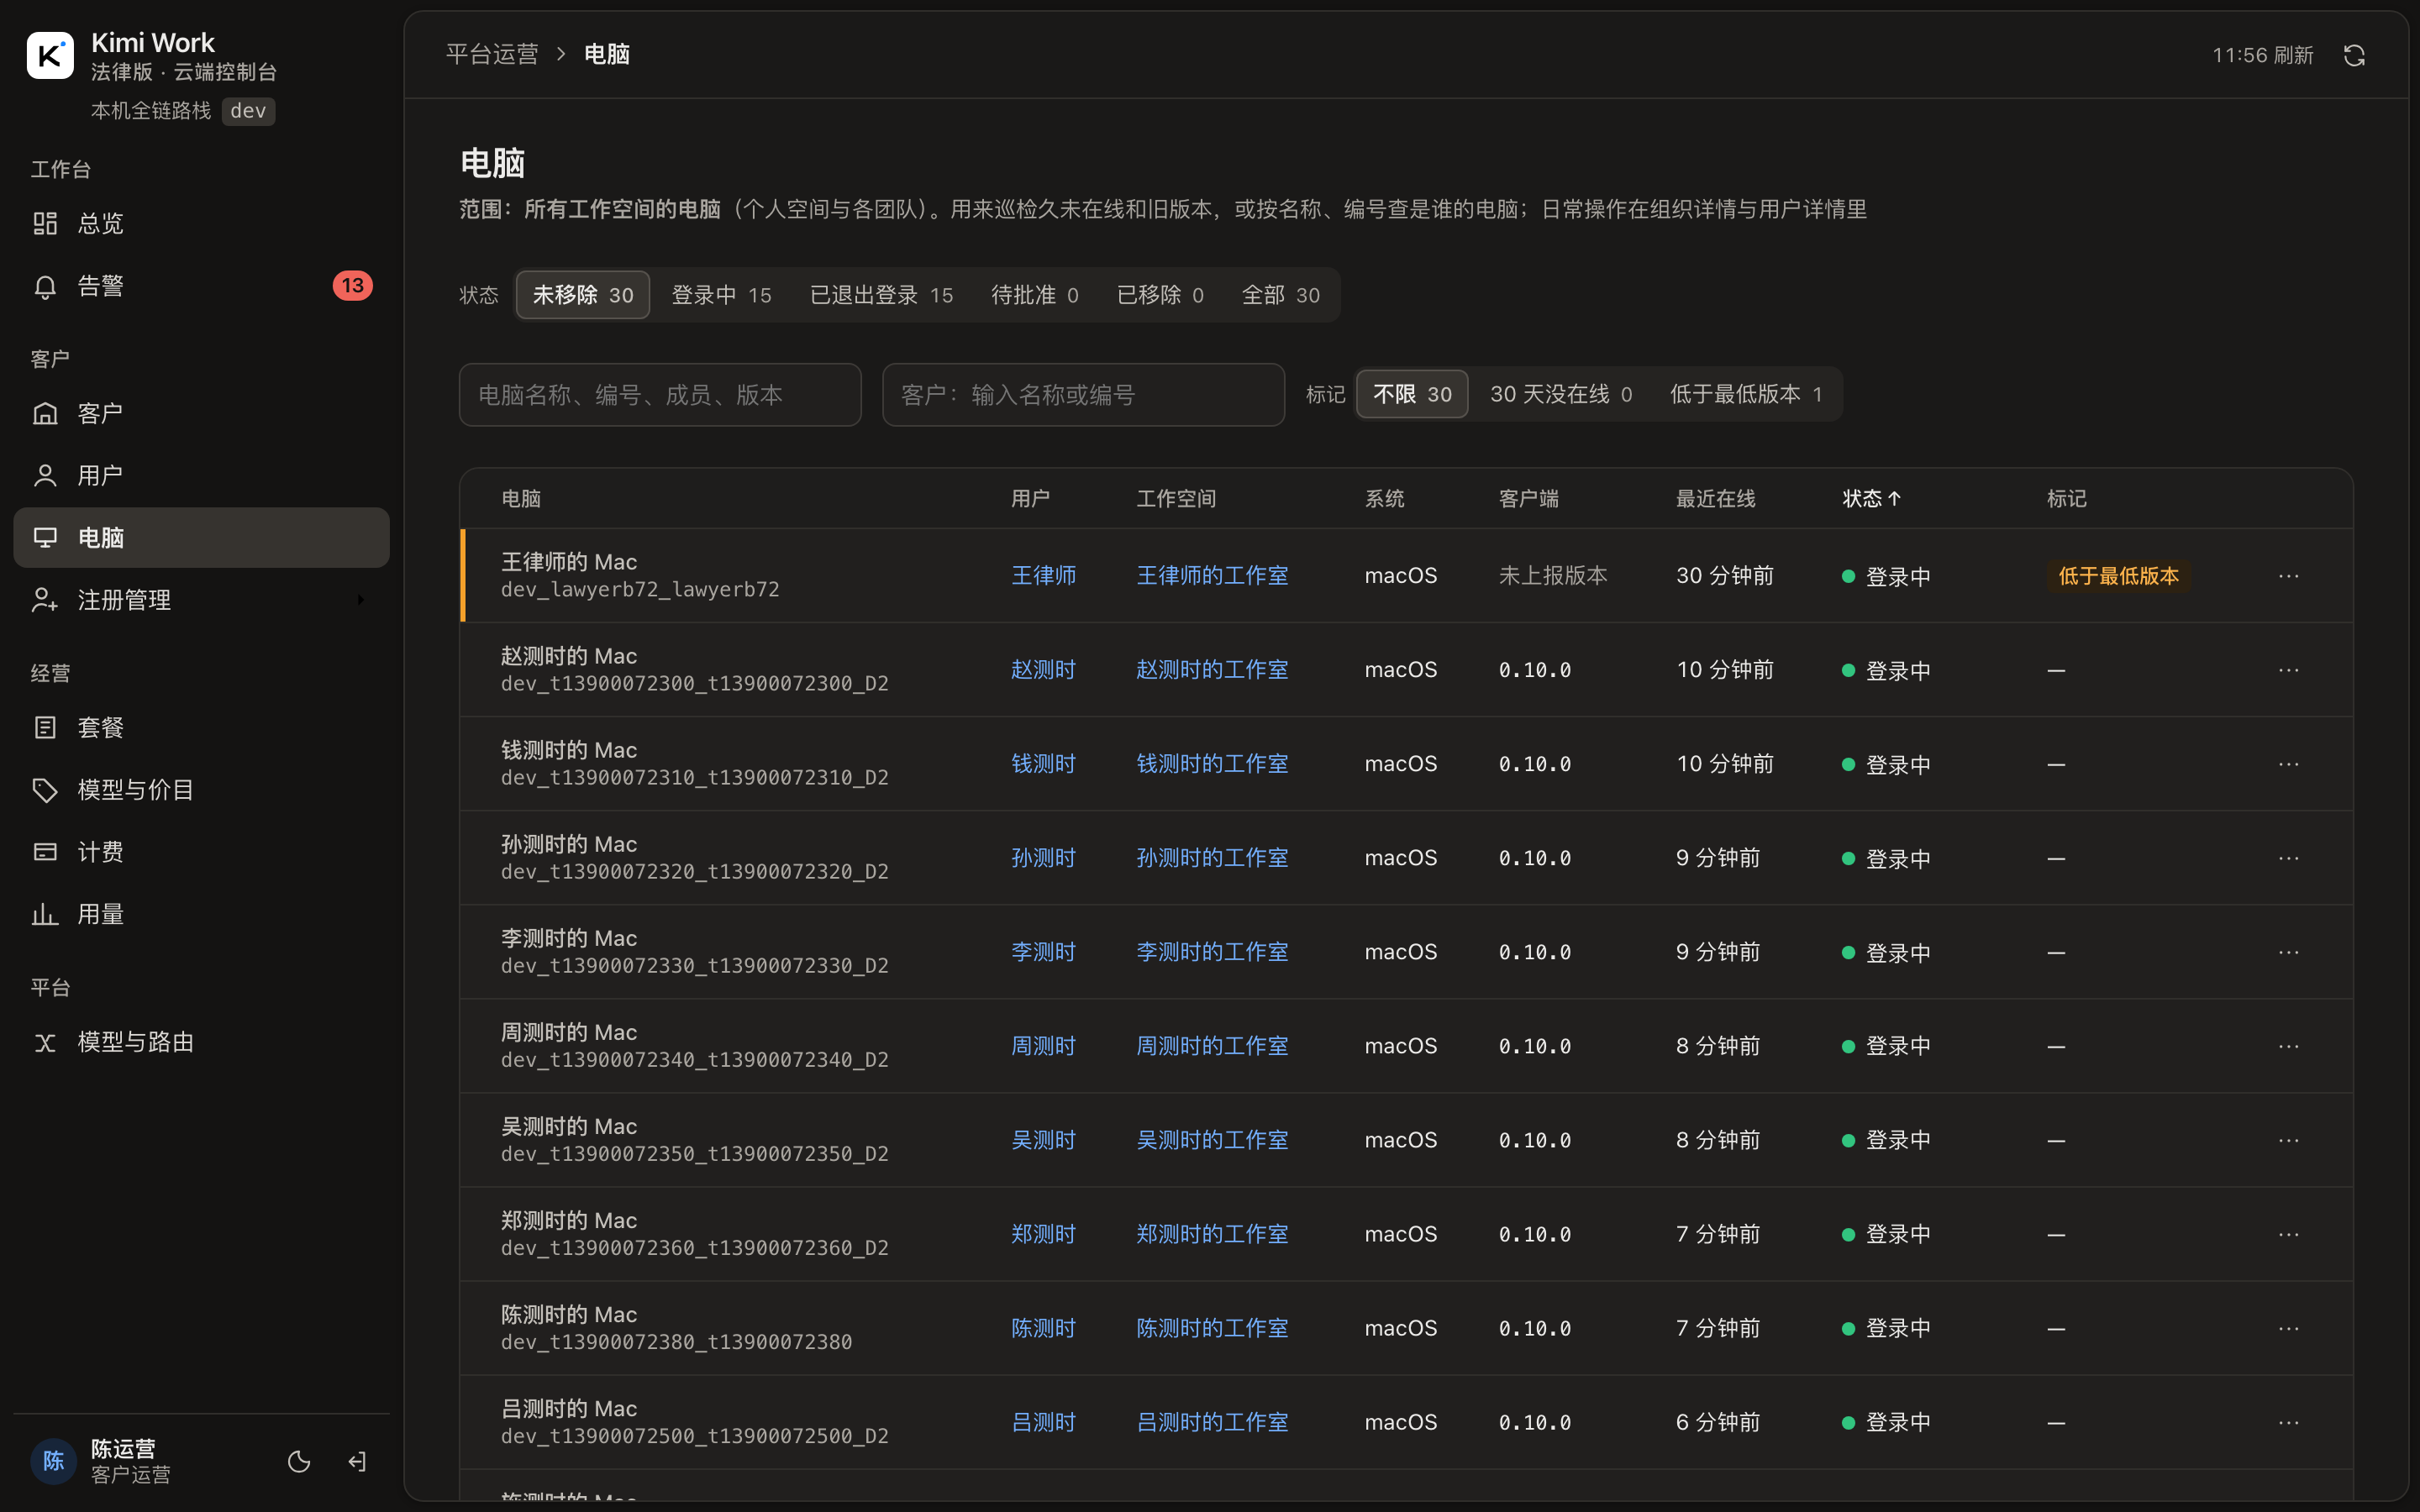 Kimi Work
法律版 · 云端控制台
本机全链路栈 dev
工作台
总览
告警 13
客户
客户
用户
电脑
注册管理
经营
套餐
模型与价目
计费
用量
平台
模型与路由
陈 陈运营
客户运营
平台运营 > 电脑 11:56 刷新
电脑
范围：所有工作空间的电脑（个人空间与各团队）。用来巡检久未在线和旧版本，或按名称、编号查是谁的电脑；日常操作在组织详情与用户详情里
状态 未移除 30 登录中 15 已退出登录 15 待批准 0 已移除 0 全部 30
电脑名称、编号、成员、版本 客户：输入名称或编号 标记 不限 30 30 天没在线 0 低于最低版本 1
电脑 用户 工作空间 系统 客户端 最近在线 状态↑ 标记
王律师的 Mac
dev_lawyerb72_lawyerb72 王律师 王律师的工作室 macOS 未上报版本 30 分钟前 登录中 低于最低版本 ···
赵测时的 Mac
dev_t13900072300_t13900072300_D2 赵测时 赵测时的工作室 macOS 0.10.0 10 分钟前 登录中 — ···
钱测时的 Mac
dev_t13900072310_t13900072310_D2 钱测时 钱测时的工作室 macOS 0.10.0 10 分钟前 登录中 — ···
孙测时的 Mac
dev_t13900072320_t13900072320_D2 孙测时 孙测时的工作室 macOS 0.10.0 9 分钟前 登录中 — ···
李测时的 Mac
dev_t13900072330_t13900072330_D2 李测时 李测时的工作室 macOS 0.10.0 9 分钟前 登录中 — ···
周测时的 Mac
dev_t13900072340_t13900072340_D2 周测时 周测时的工作室 macOS 0.10.0 8 分钟前 登录中 — ···
吴测时的 Mac
dev_t13900072350_t13900072350_D2 吴测时 吴测时的工作室 macOS 0.10.0 8 分钟前 登录中 — ···
郑测时的 Mac
dev_t13900072360_t13900072360_D2 郑测时 郑测时的工作室 macOS 0.10.0 7 分钟前 登录中 — ···
陈测时的 Mac
dev_t13900072380_t13900072380 陈测时 陈测时的工作室 macOS 0.10.0 7 分钟前 登录中 — ···
吕测时的 Mac
dev_t13900072500_t13900072500_D2 吕测时 吕测时的工作室 macOS 0.10.0 6 分钟前 登录中 — ···